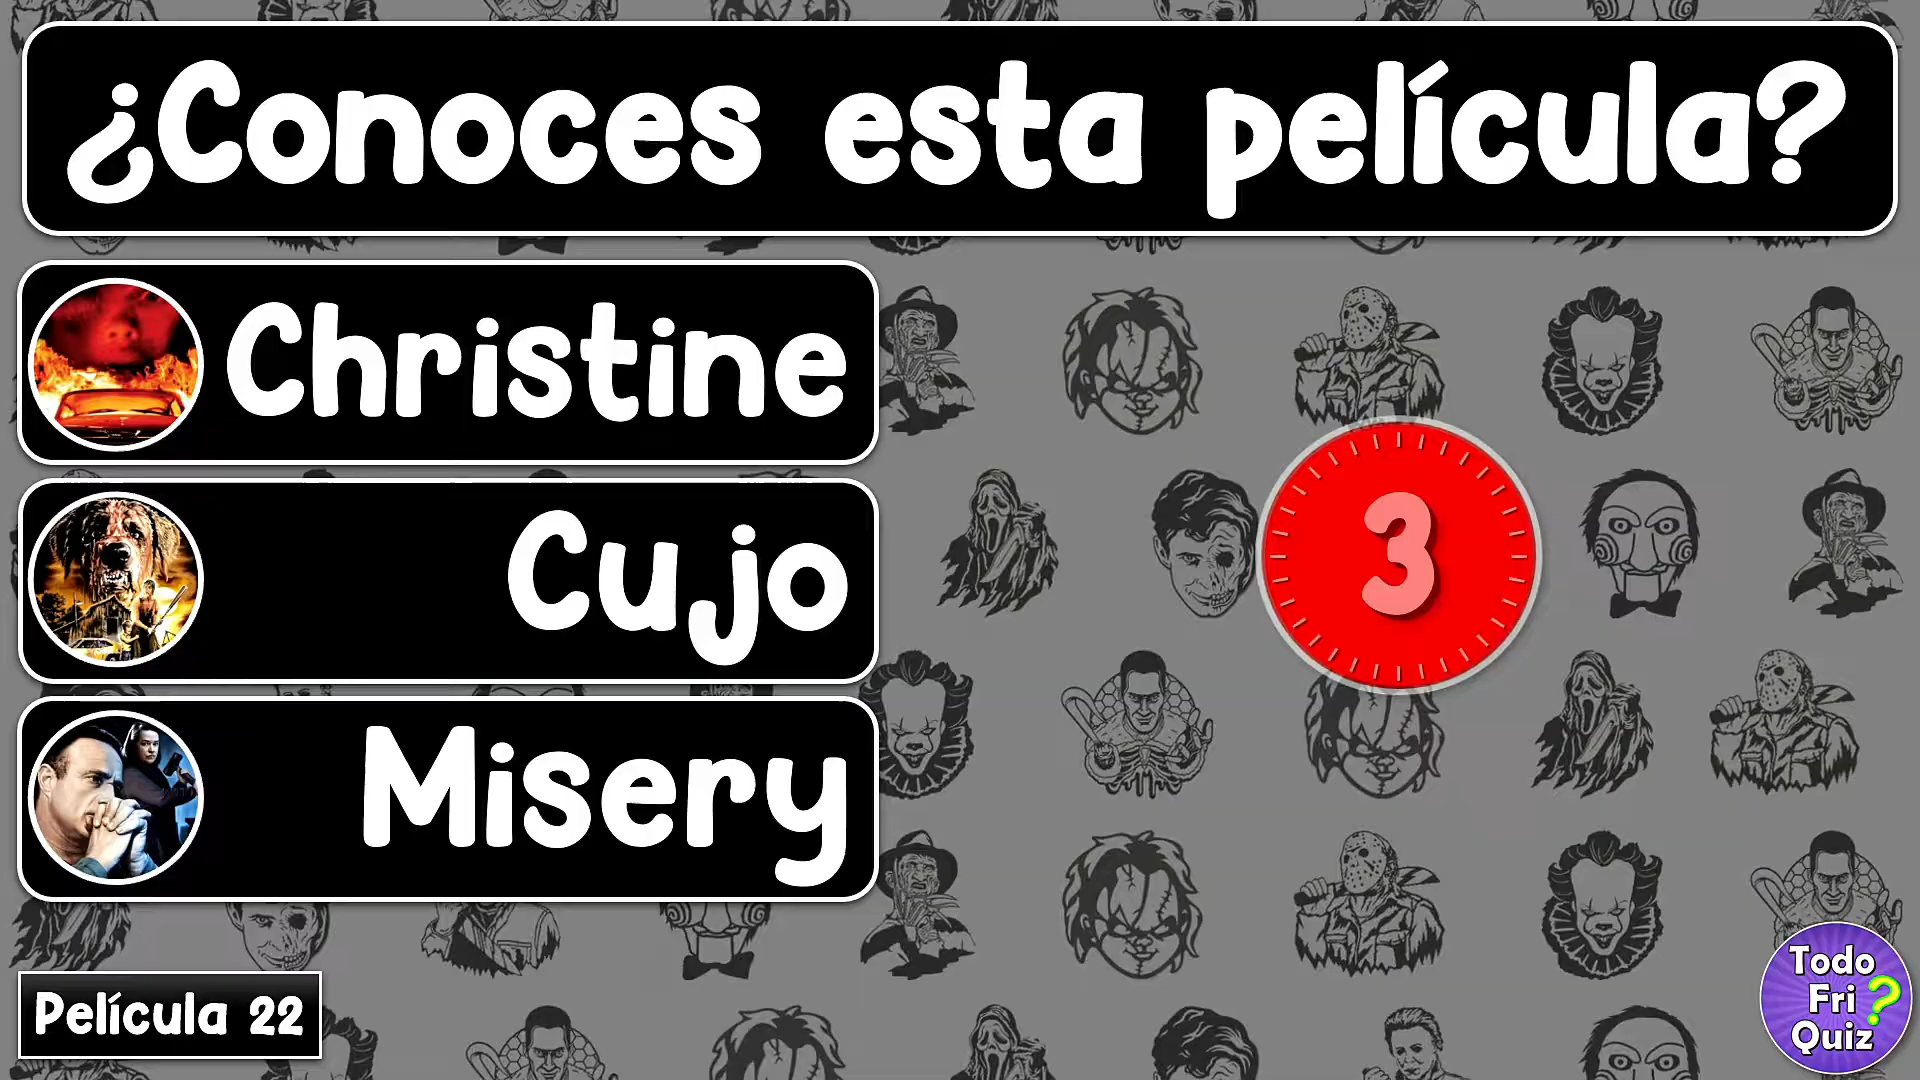 ¿Conoces esta película?
Christine
Cujo
3
Misery
Película 22
Todo
Fri ?
Quiz